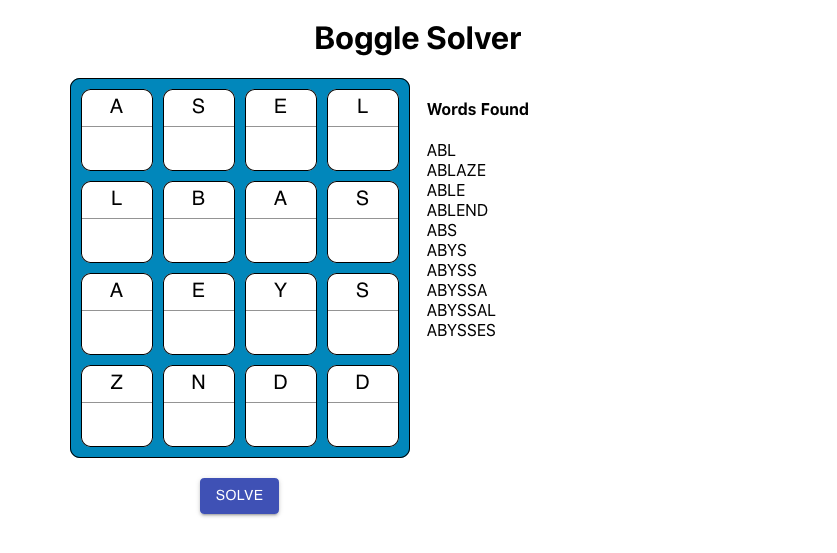 Boggle Solver
A S E L
L B A S
A E Y S
Z N D D
SOLVE
Words Found
ABL
ABLAZE
ABLE
ABLEND
ABS
ABYS
ABYSS
ABYSSA
ABYSSAL
ABYSSES